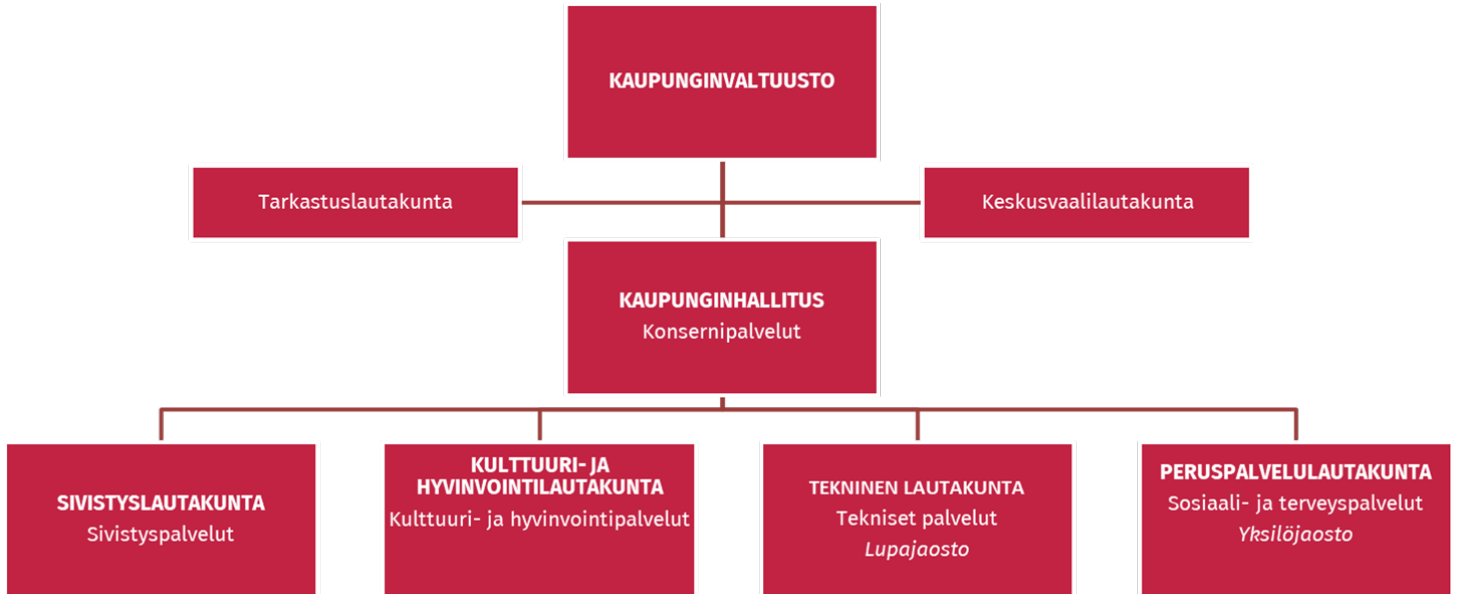 KAUPUNGINVALTUUSTO
Tarkastuslautakunta
Keskusvaalilautakunta
KAUPUNGINHALLITUS
Konsernipalvelut
SIVISTYSLAUTAKUNTA
Sivistyspalvelut
KULTTUURI- JA
HYVINVOINTILAUTAKUNTA
Kulttuuri- ja hyvinvointipalvelut
TEKNINEN LAUTAKUNTA
Tekniset palvelut
Lupajaosto
PERUSPALVELULAUTAKUNTA
Sosiaali- ja terveyspalvelut
Yksilöjaosto